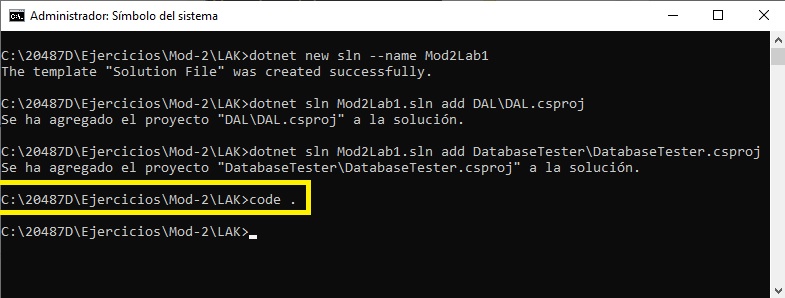 Administrador: Símbolo del sistema
C:\20487D\Ejercicios\Mod-2\LAK>dotnet new sln --name Mod2Lab1
The template "Solution File" was created successfully.
C:\20487D\Ejercicios\Mod-2\LAK>dotnet sln Mod2Lab1.sln add DAL\DAL.csproj
Se ha agregado el proyecto "DAL\DAL.csproj" a la solución.
C:\20487D\Ejercicios\Mod-2\LAK>dotnet sln Mod2Lab1.sln add DatabaseTester\DatabaseTester.csproj
Se ha agregado el proyecto "DatabaseTester\DatabaseTester.csproj" a la solución.
C:\20487D\Ejercicios\Mod-2\LAK>code .
C:\20487D\Ejercicios\Mod-2\LAK>